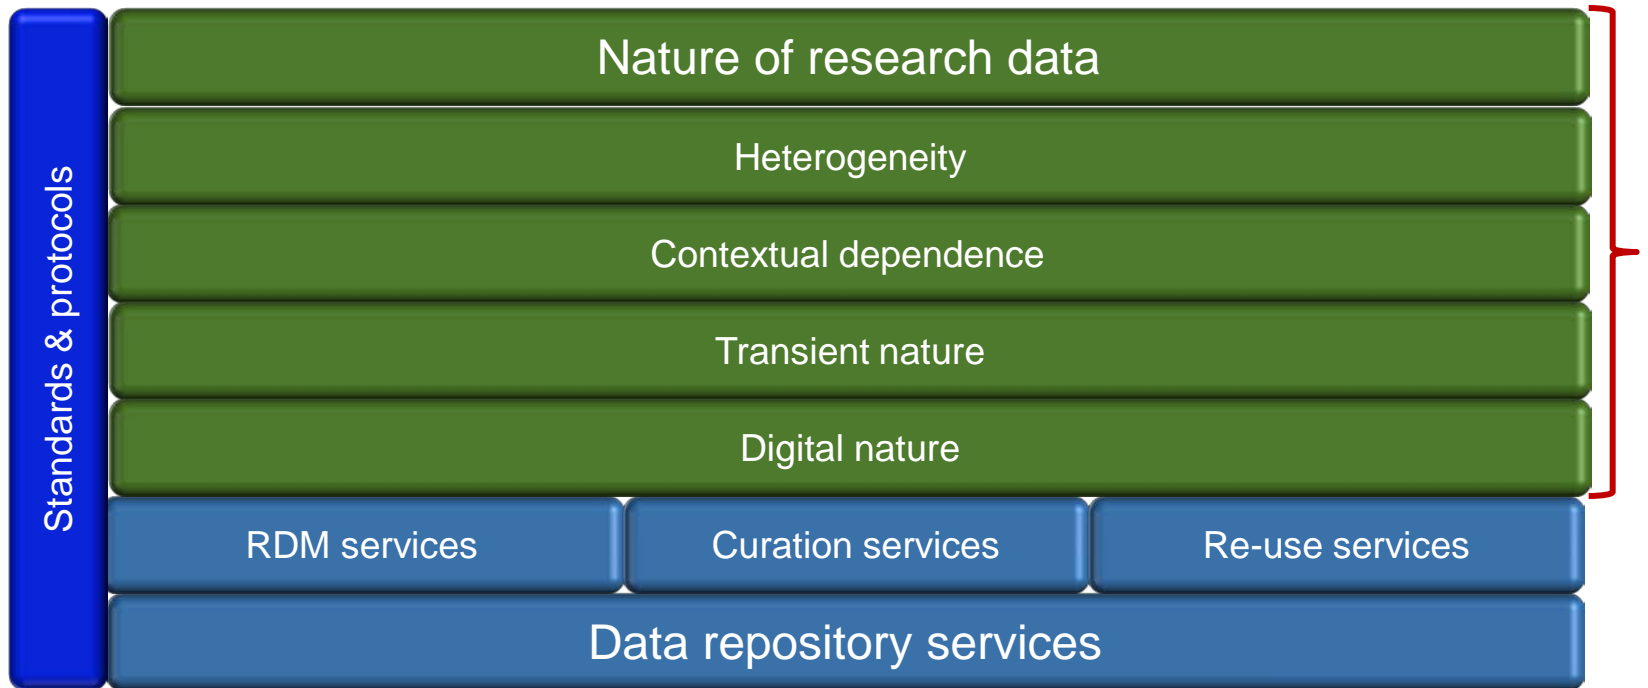 Standards & protocols
Nature of research data
Heterogeneity
Contextual dependence
Transient nature
Digital nature
RDM services
Curation services
Re-use services
Data repository services